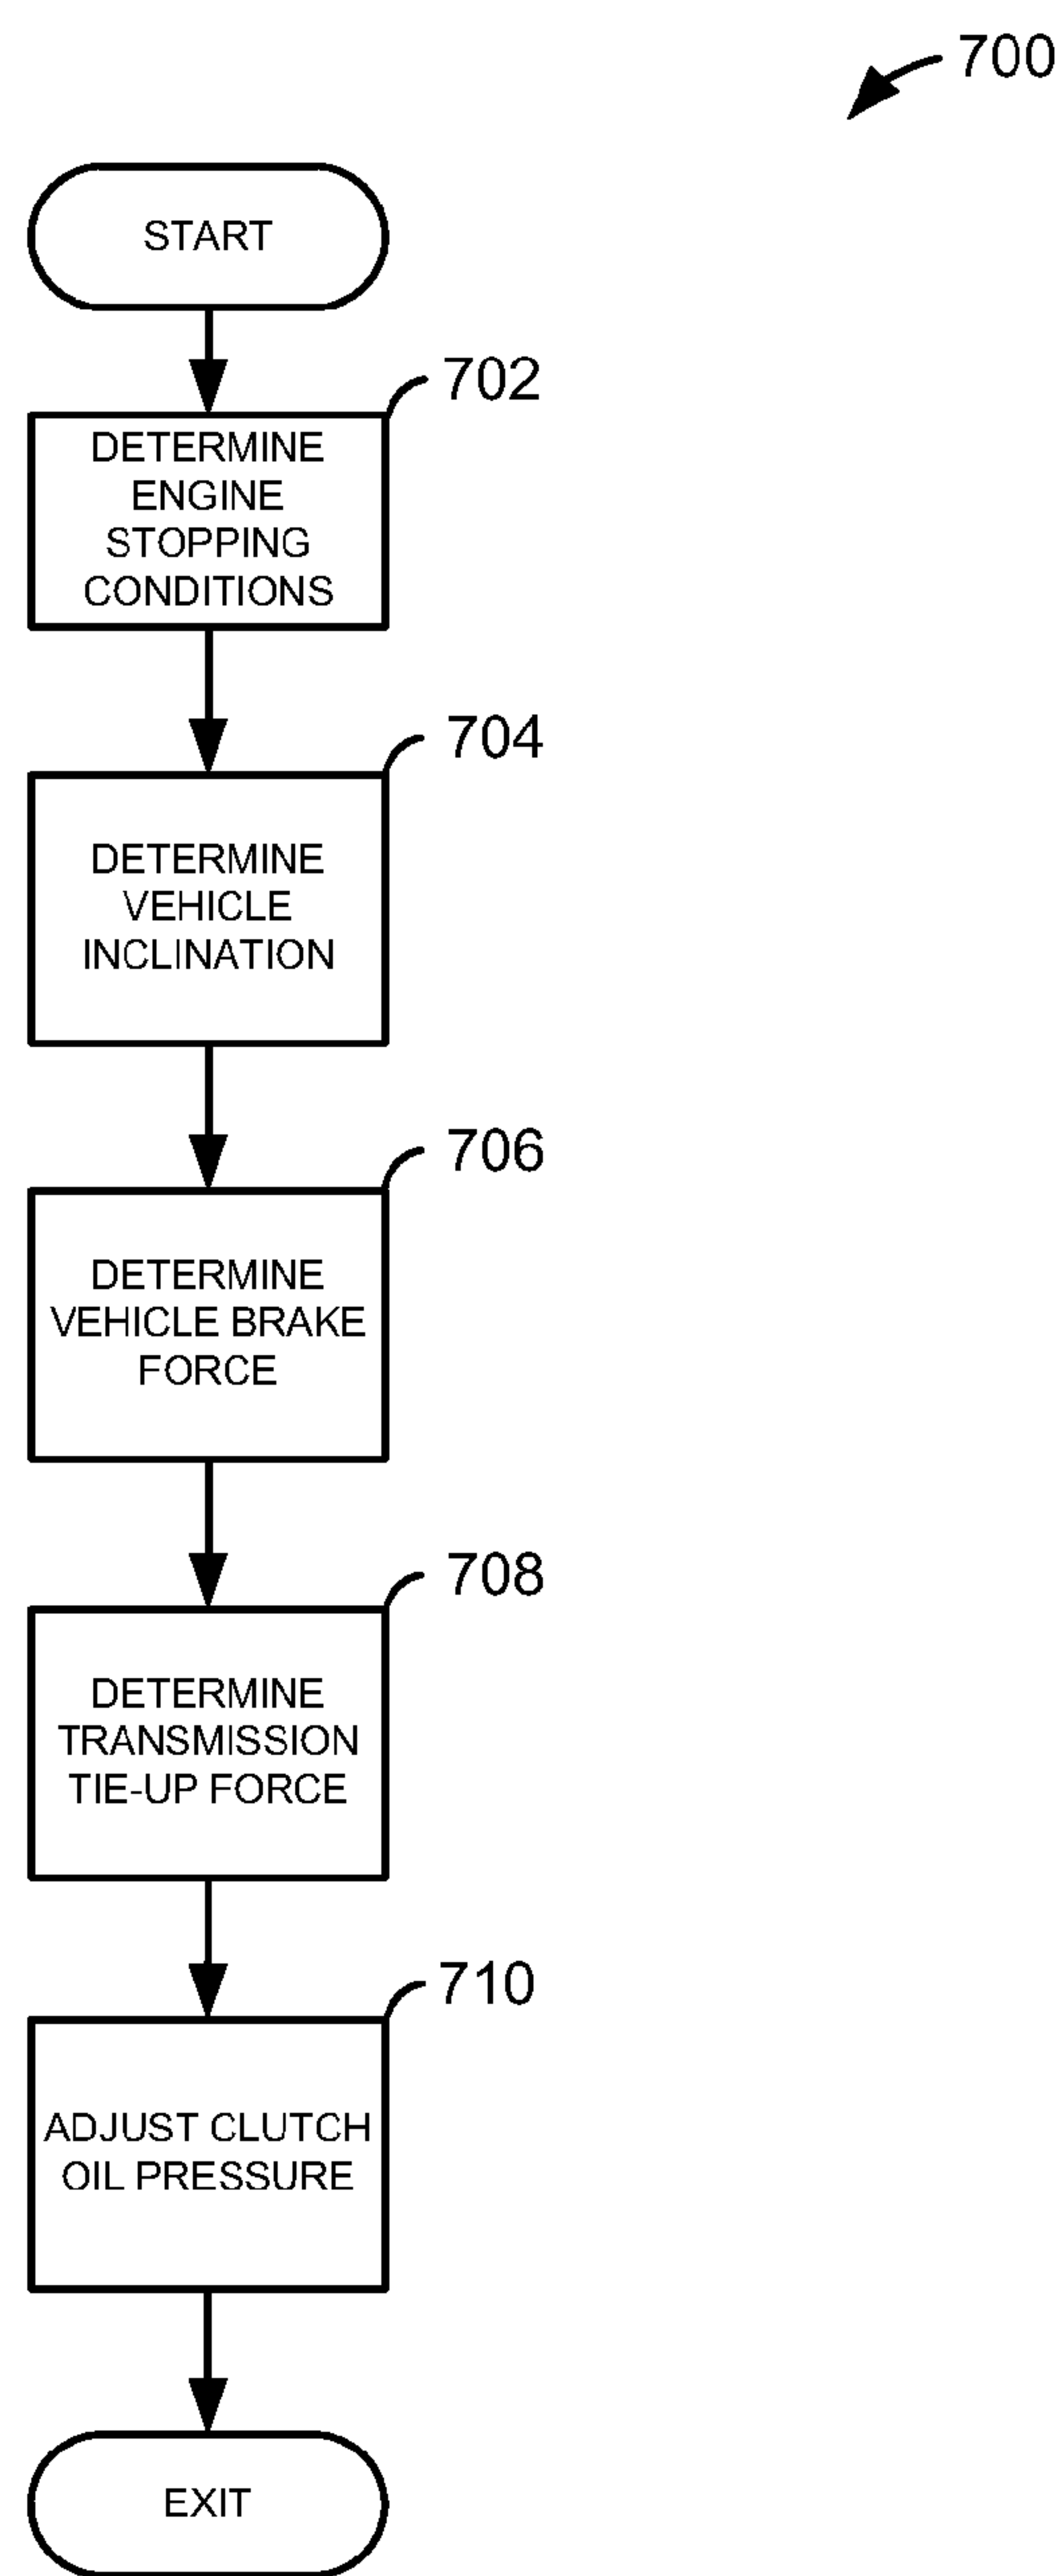 700
START
702
DETERMINE
ENGINE
STOPPING
CONDITIONS
704
DETERMINE
VEHICLE
INCLINATION
706
DETERMINE
VEHICLE BRAKE
FORCE
708
DETERMINE
TRANSMISSION
TIE-UP FORCE
710
ADJUST CLUTCH
OIL PRESSURE
EXIT